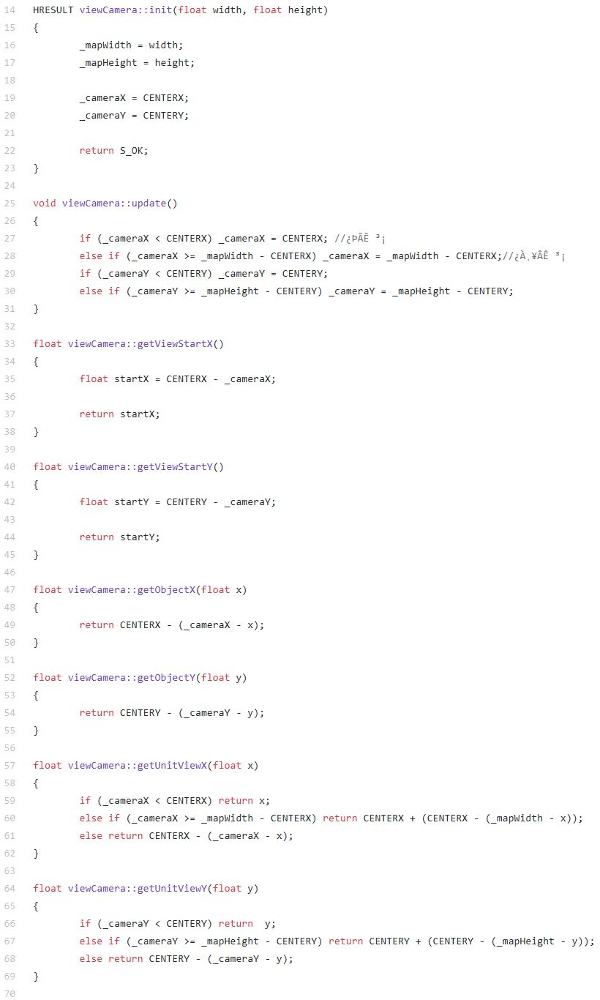 14 HRESULT viewCamera::init(float width, float height)
15 {
16 _mapWidth = width;
17 _mapHeight = height;
18
19 _cameraX = CENTERX;
20 _cameraY = CENTERY;
21
22 return S_OK;
23 }
24
25 void viewCamera::update()
26 {
27 if (_cameraX < CENTERX) _cameraX = CENTERX; //¿ÞÂÊ ³¡
28 else if (_cameraX >= _mapWidth - CENTERX) _cameraX = _mapWidth - CENTERX;//¿À¸¥ÂÊ ³¡
29 if (_cameraY < CENTERY) _cameraY = CENTERY;
30 else if (_cameraY >= _mapHeight - CENTERY) _cameraY = _mapHeight - CENTERY;
31 }
32
33 float viewCamera::getViewStartX()
34 {
35 float startX = CENTERX - _cameraX;
36
37 return startX;
38 }
39
40 float viewCamera::getViewStartY()
41 {
42 float startY = CENTERY - _cameraY;
43
44 return startY;
45 }
46
47 float viewCamera::getObjectX(float x)
48 {
49 return CENTERX - (_cameraX - x);
50 }
51
52 float viewCamera::getObjectY(float y)
53 {
54 return CENTERY - (_cameraY - y);
55 }
56
57 float viewCamera::getUnitViewX(float x)
58 {
59 if (_cameraX < CENTERX) return x;
60 else if (_cameraX >= _mapWidth - CENTERX) return CENTERX + (CENTERX - (_mapWidth - x));
61 else return CENTERX - (_cameraX - x);
62 }
63
64 float viewCamera::getUnitViewY(float y)
65 {
66 if (_cameraY < CENTERY) return  y;
67 else if (_cameraY >= _mapHeight - CENTERY) return CENTERY + (CENTERY - (_mapHeight - y));
68 else return CENTERY - (_cameraY - y);
69 }
70